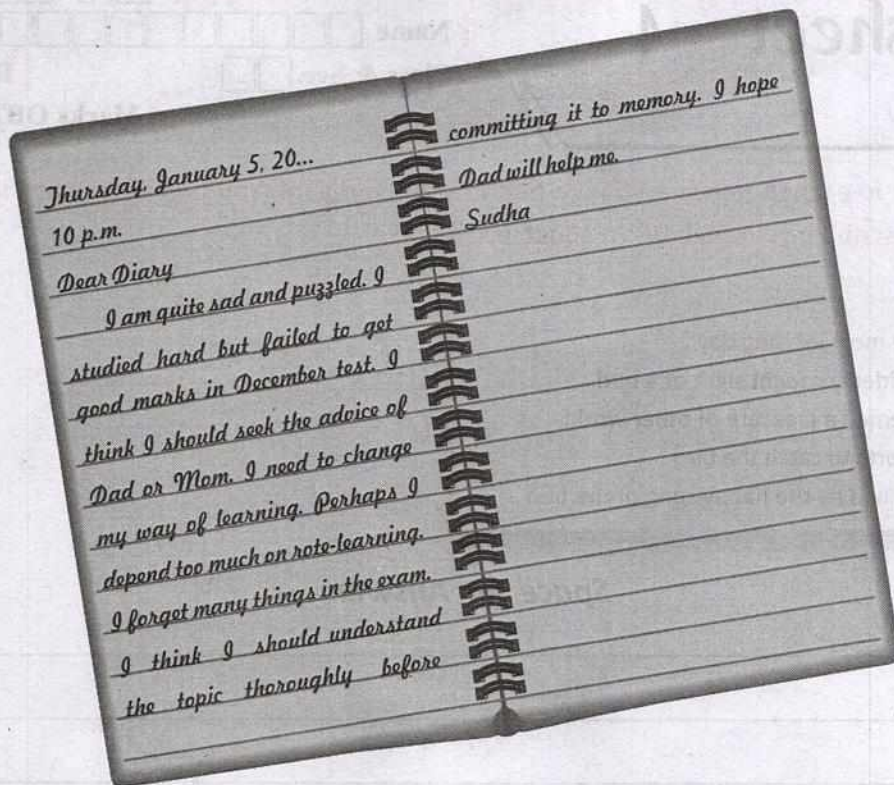 Name
Thursday, January 5, 20...
10 p.m.
Dear Diary
I am quite sad and puzzled. I
studied hard but failed to get
good marks in December test. I
think I should seek the advice of
Dad or Mom. I need to change
my way of learning. Perhaps I
depend too much on rote-learning.
I forget many things in the exam.
I think I should understand
the topic thoroughly before
committing it to memory. I hope
Dad will help me.
Sudha